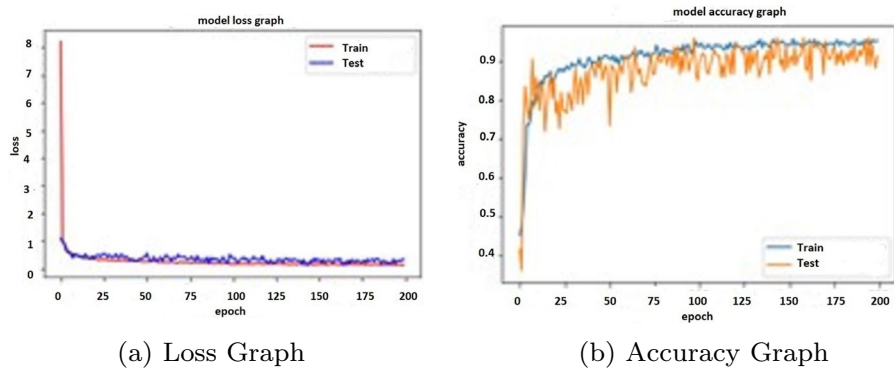 model loss graph
8
7
6
5
4
3
2
1
0
loss
Train
Test
0 25 50 75 100 125 150 175 200
epoch
(a) Loss Graph
model accuracy graph
0.9
0.8
0.7
0.6
0.5
0.4
accuracy
Train
Test
0 25 50 75 100 125 150 175 200
epoch
(b) Accuracy Graph